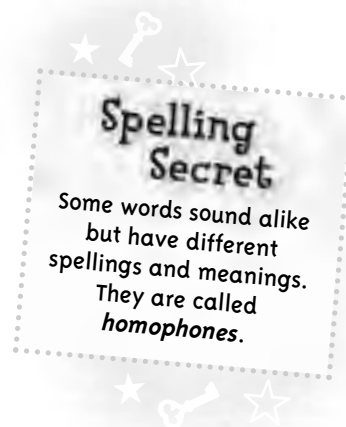 Spelling
Secret
Some words sound alike
but have different
spellings and meanings.
They are called
homophones.